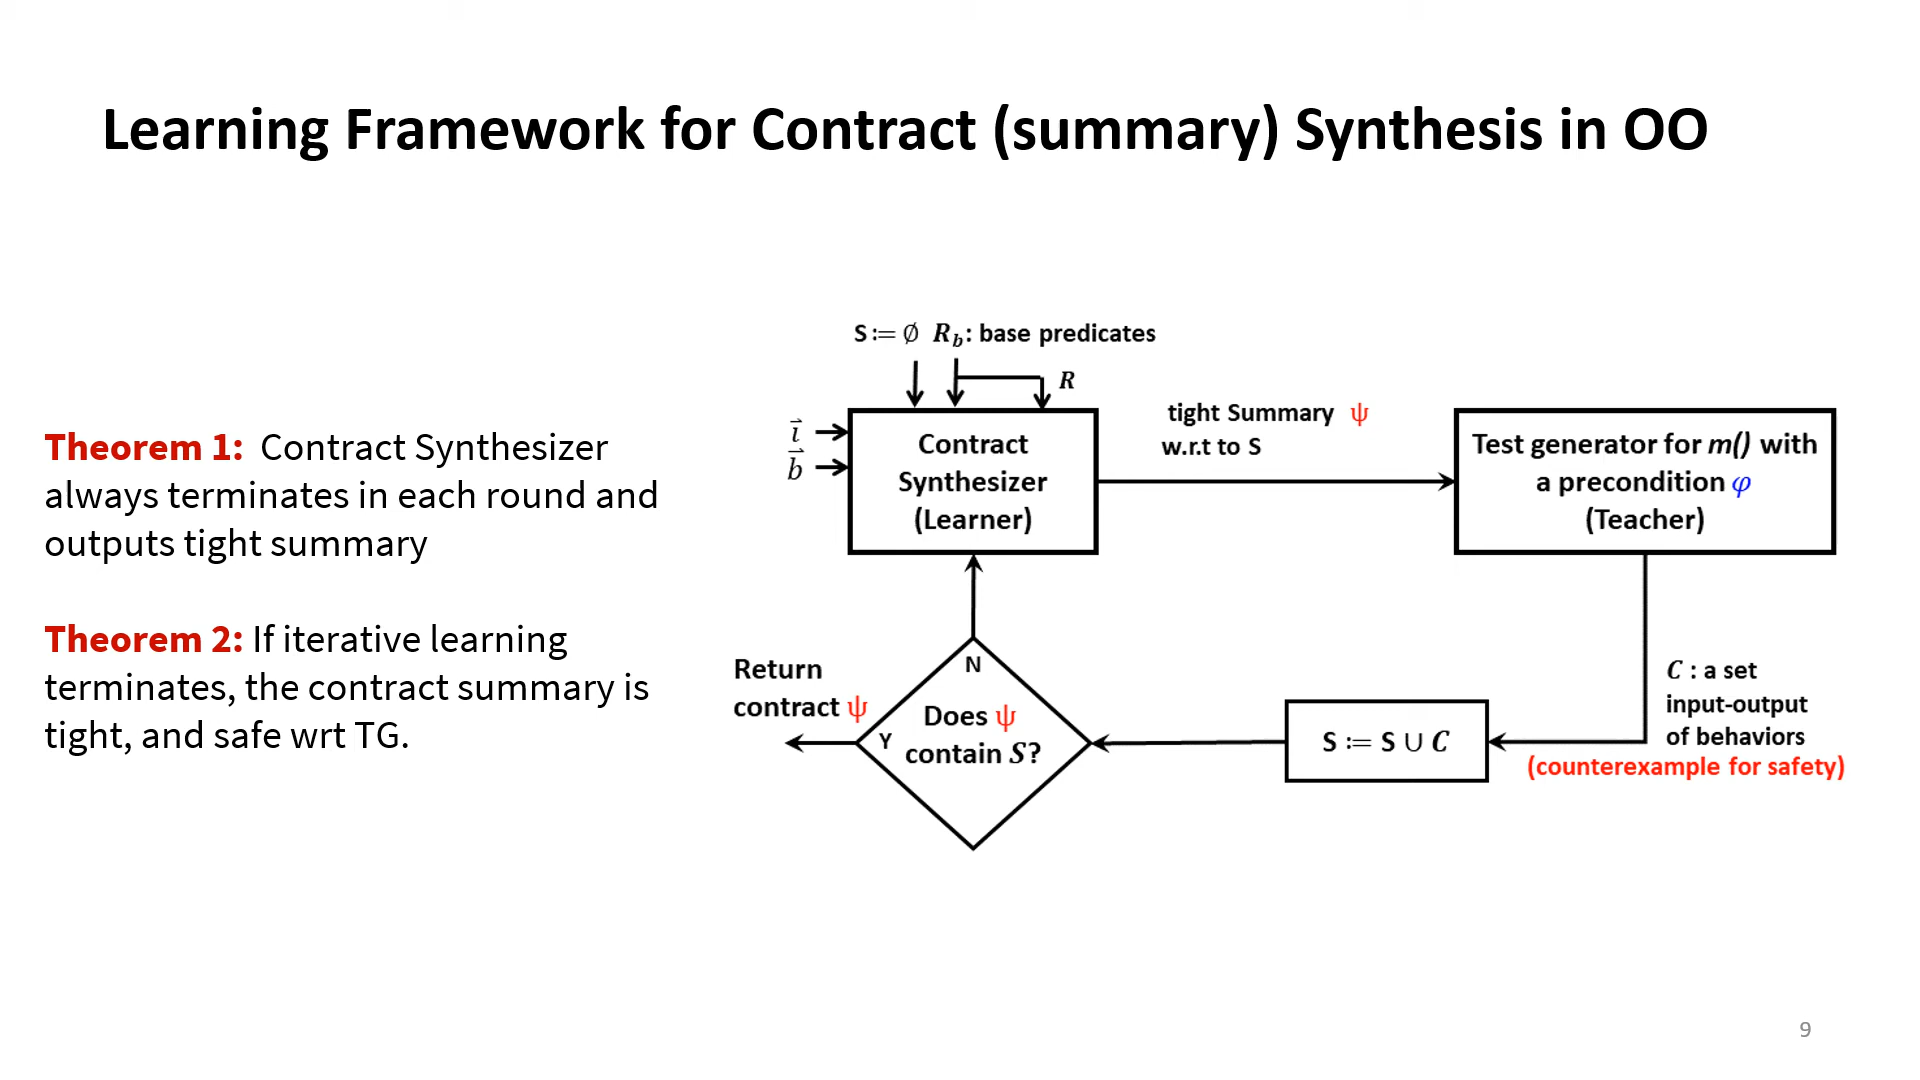 Learning Framework for Contract (summary) Synthesis in OO
Theorem 1: Contract Synthesizer
always terminates in each round and
outputs tight summary
Theorem 2: If iterative learning
terminates, the contract summary is
tight, and safe wrt TG.
S := ∅ R_b: base predicates
R
i⃗
b⃗
Contract
Synthesizer
(Learner)
tight Summary ψ
w.r.t to S
Test generator for m() with
a precondition φ
(Teacher)
C : a set
input-output
of behaviors
(counterexample for safety)
S := S ∪ C
N
Does ψ
contain S?
Y
Return
contract ψ
9